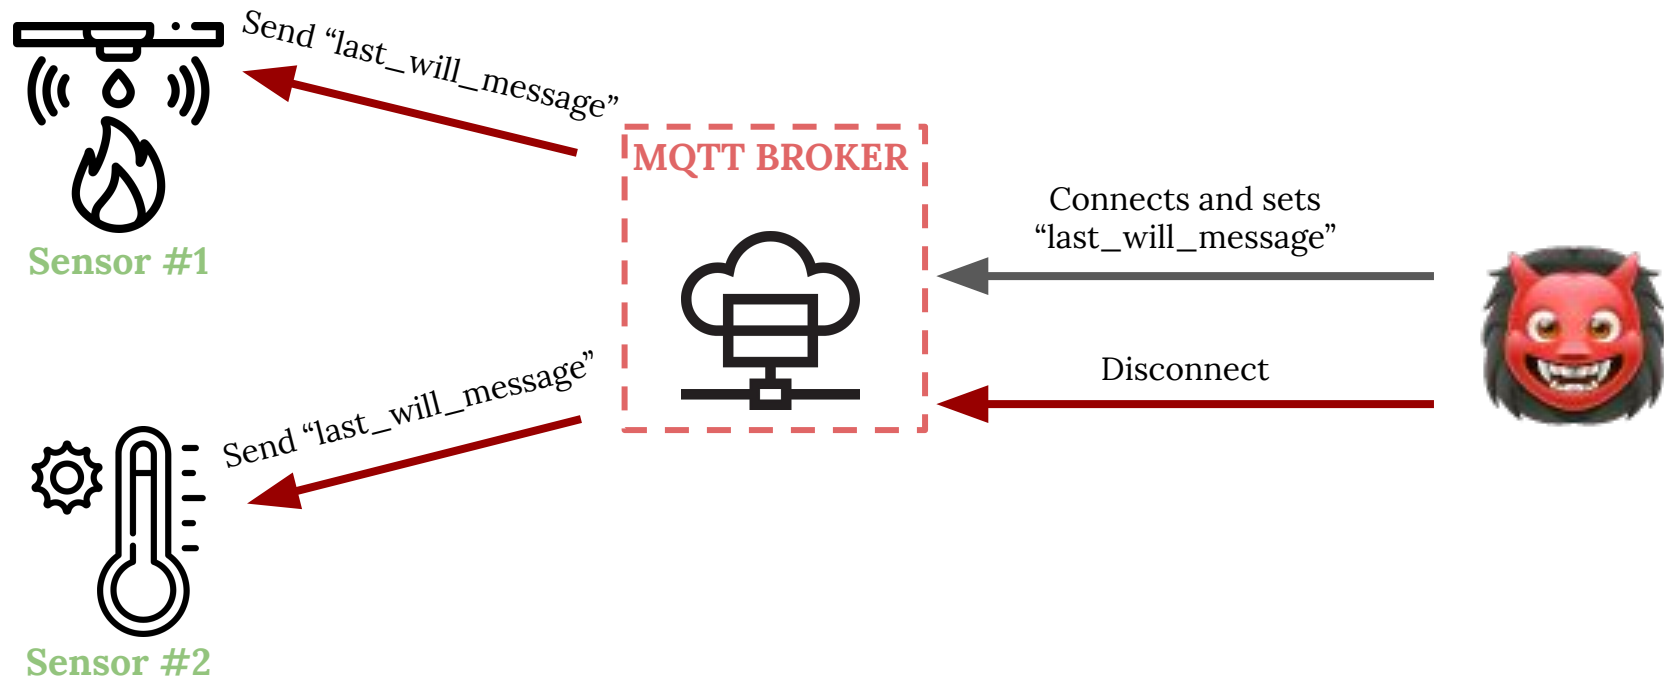 Send “last_will_message”
MQTT BROKER
Connects and sets
“last_will_message”
Sensor #1
Disconnect
Send “last_will_message”
Sensor #2